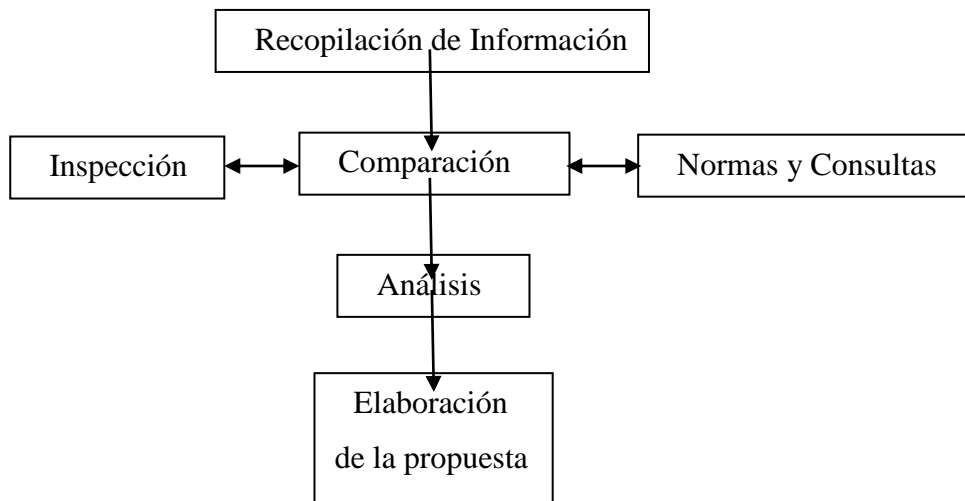 Recopilación de Información
Inspección
Comparación
Normas y Consultas
Análisis
Elaboración
de la propuesta